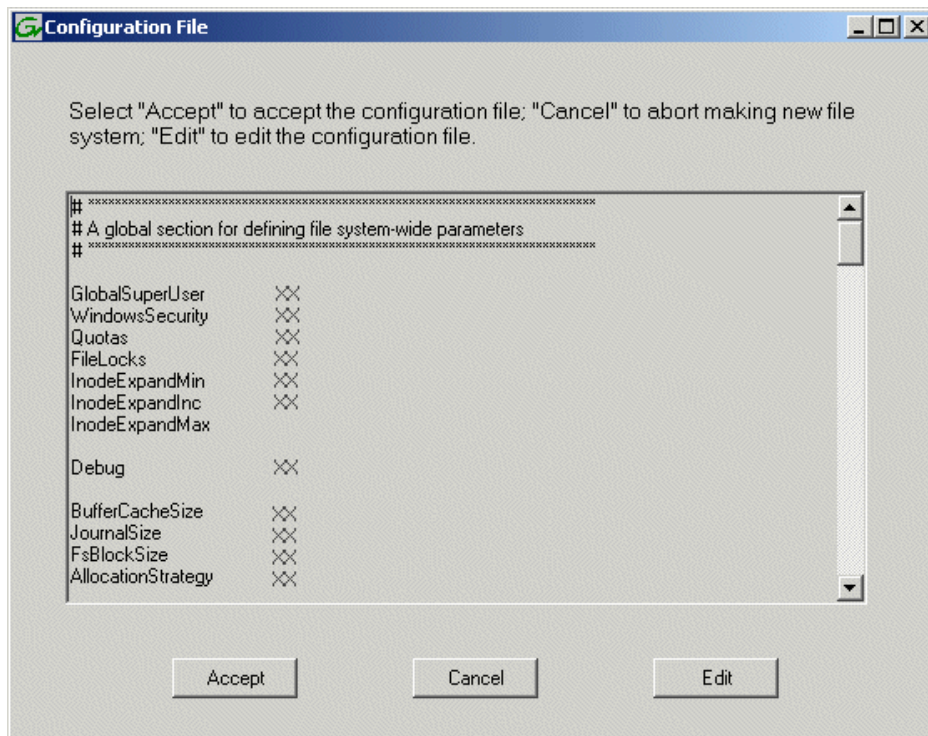 Configuration File
Select "Accept" to accept the configuration file; "Cancel" to abort making new file
system; "Edit" to edit the configuration file.
# ****************************************************************************
# A global section for defining file system-wide parameters
# ****************************************************************************
GlobalSuperUser XX
WindowsSecurity XX
Quotas XX
FileLocks XX
InodeExpandMin XX
InodeExpandInc XX
InodeExpandMax
Debug XX
BufferCacheSize XX
JournalSize XX
FsBlockSize XX
AllocationStrategy XX
Accept Cancel Edit